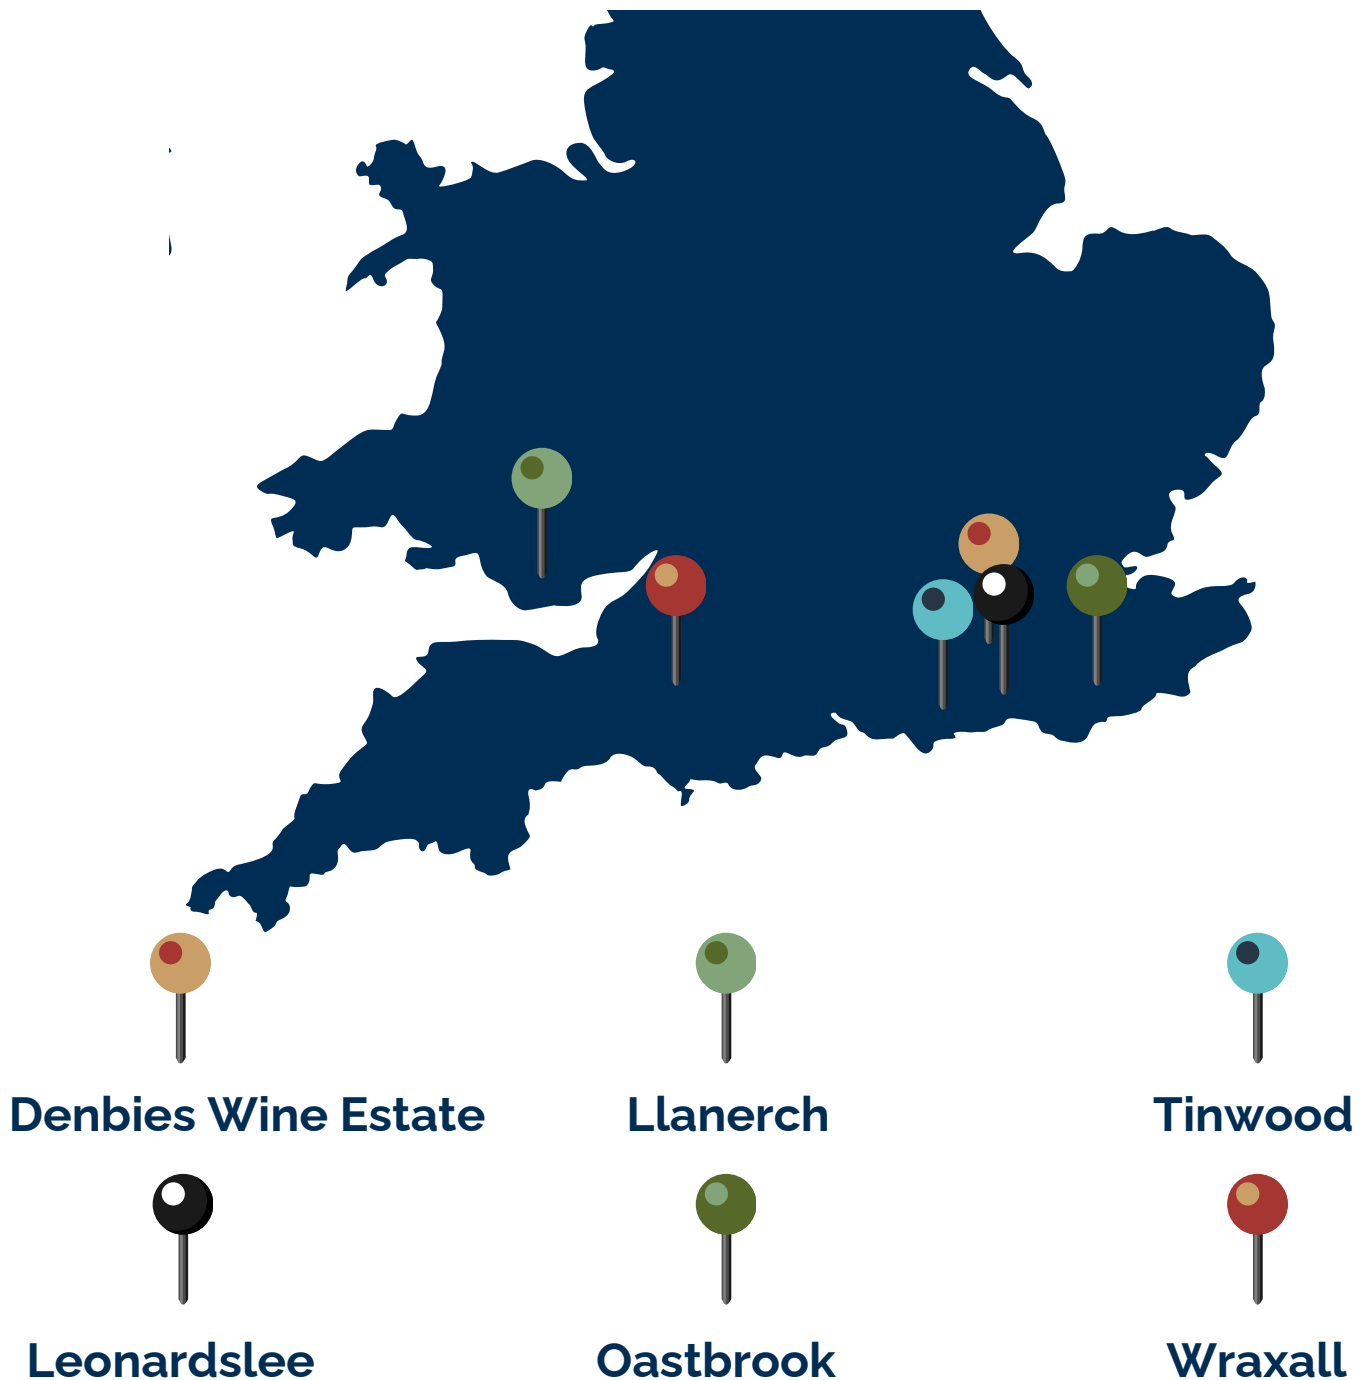 Denbies Wine Estate
Llanerch
Tinwood
Leonardslee
Oastbrook
Wraxall